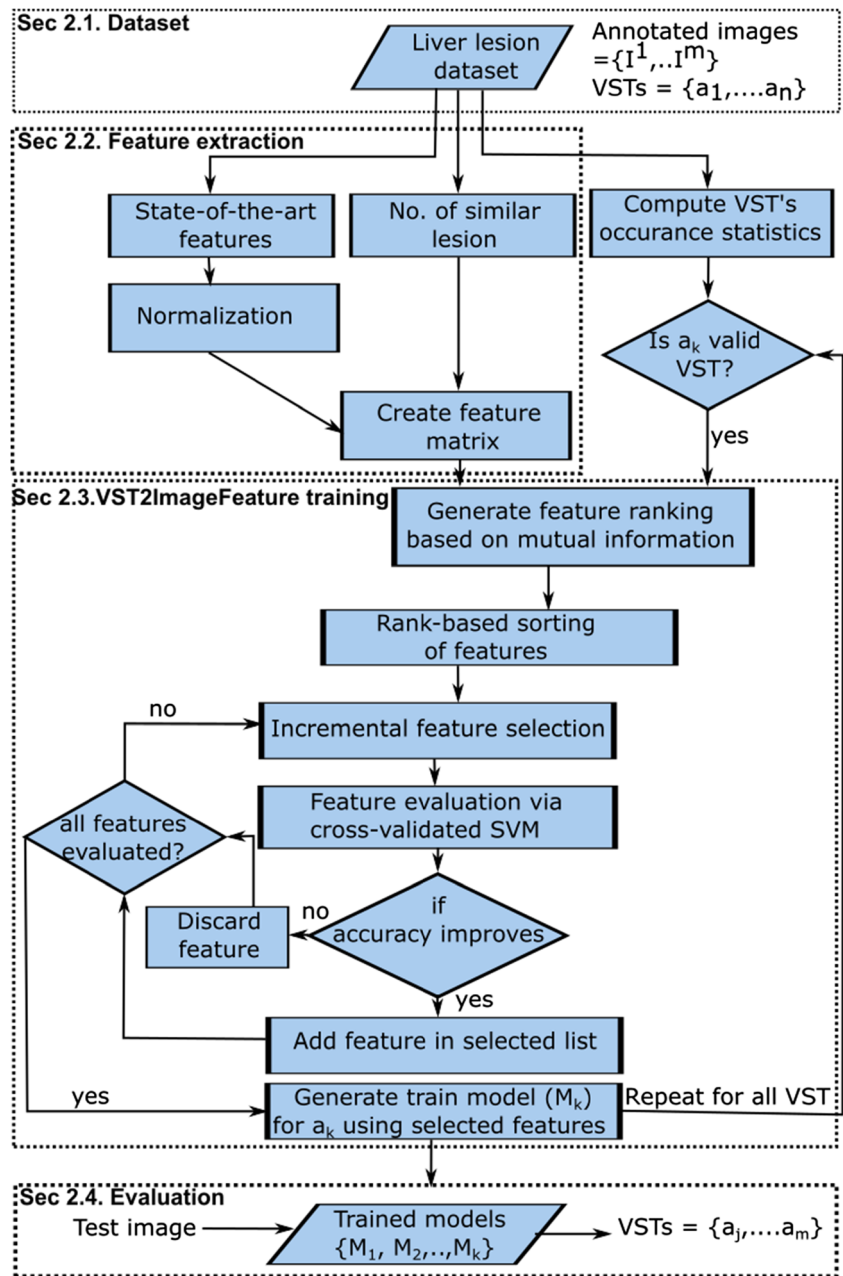 Sec 2.1. Dataset
Liver lesion
dataset
Annotated images
={I¹,..Iᵐ}
VSTs = {a₁,....aₙ}
Sec 2.2. Feature extraction
State-of-the-art
features
No. of similar
lesion
Compute VST's
occurance statistics
Normalization
Is aₖ valid
VST?
Create feature
matrix
yes
Sec 2.3.VST2ImageFeature training
Generate feature ranking
based on mutual information
Rank-based sorting
of features
no
Incremental feature selection
Feature evaluation via
cross-validated SVM
all features
evaluated?
if
accuracy improves
no
Discard
feature
yes
Add feature in selected list
yes
Generate train model (Mₖ)
for aₖ using selected features
Repeat for all VST
Sec 2.4. Evaluation
Test image
Trained models
{M₁, M₂,..,Mₖ}
VSTs = {aⱼ,....aₘ}